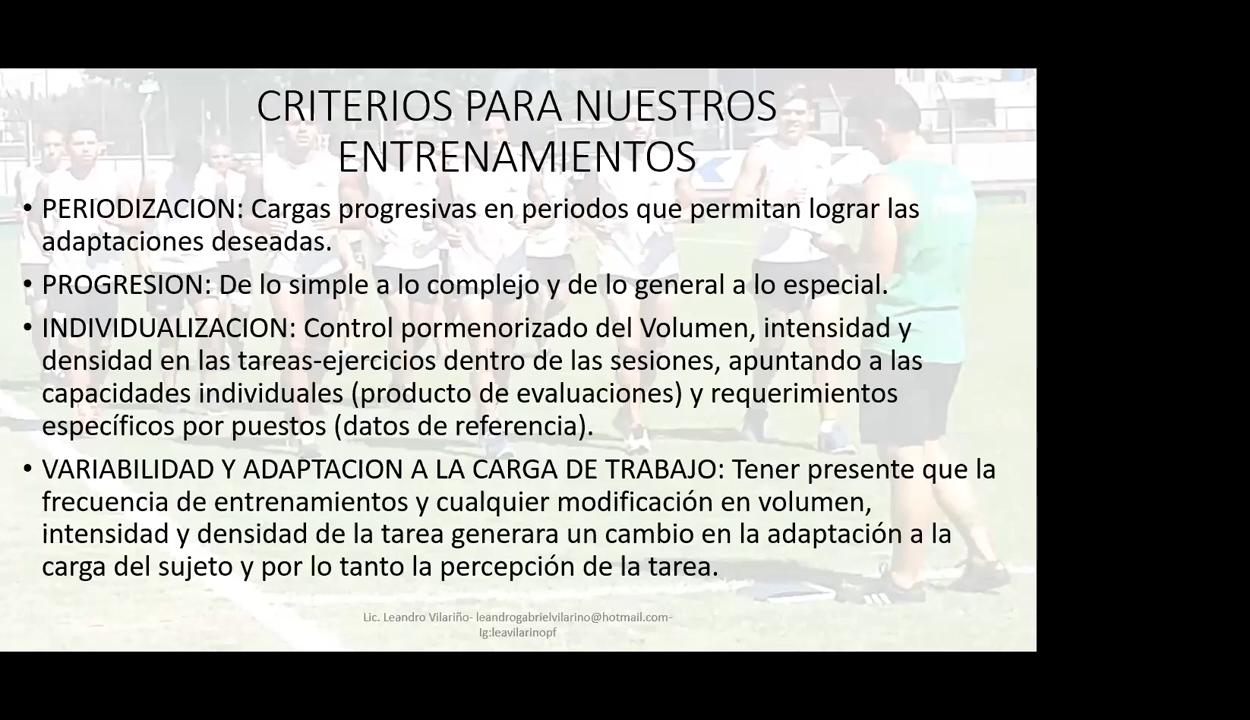 CRITERIOS PARA NUESTROS
ENTRENAMIENTOS
• PERIODIZACION: Cargas progresivas en periodos que permitan lograr las
adaptaciones deseadas.
• PROGRESION: De lo simple a lo complejo y de lo general a lo especial.
• INDIVIDUALIZACION: Control pormenorizado del Volumen, intensidad y
densidad en las tareas-ejercicios dentro de las sesiones, apuntando a las
capacidades individuales (producto de evaluaciones) y requerimientos
específicos por puestos (datos de referencia).
• VARIABILIDAD Y ADAPTACION A LA CARGA DE TRABAJO: Tener presente que la
frecuencia de entrenamientos y cualquier modificación en volumen,
intensidad y densidad de la tarea generara un cambio en la adaptación a la
carga del sujeto y por lo tanto la percepción de la tarea.
Lic. Leandro Vilariño- leandrogabrielvilarino@hotmail.com-
Ig:leavilarinopf